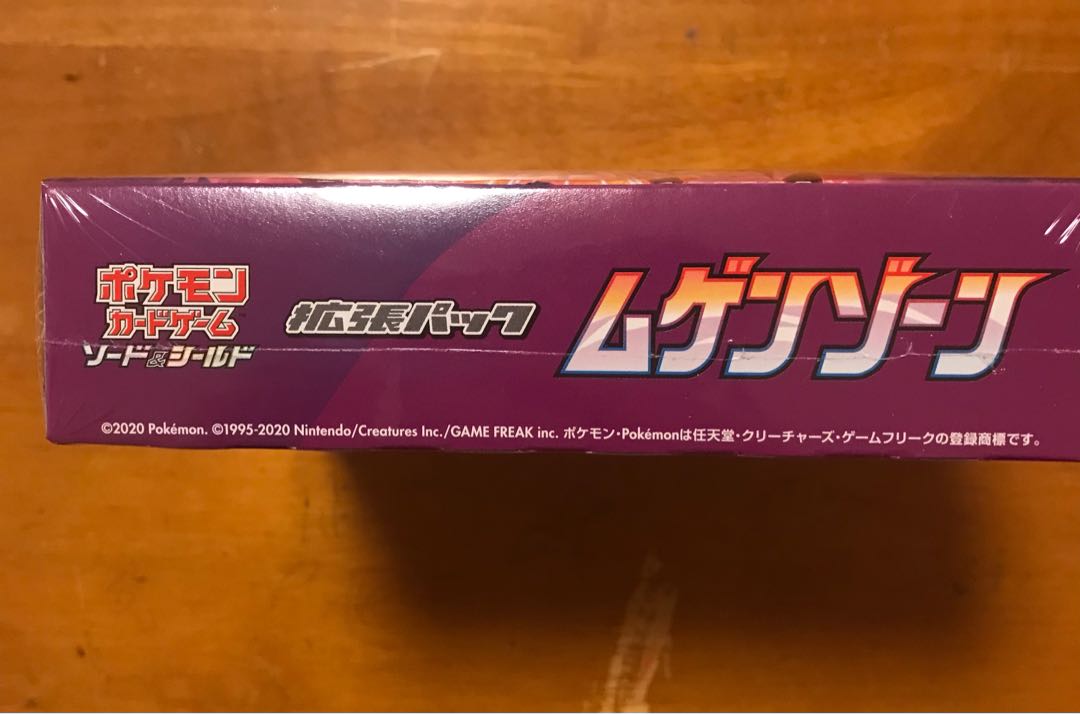 ポケモン
カードゲーム™
ソード&シールド
拡張パック
ムゲンゾーン
©2020 Pokémon. ©1995-2020 Nintendo/Creatures Inc./GAME FREAK inc. ポケモン・Pokémonは任天堂・クリーチャーズ・ゲームフリークの登録商標です。